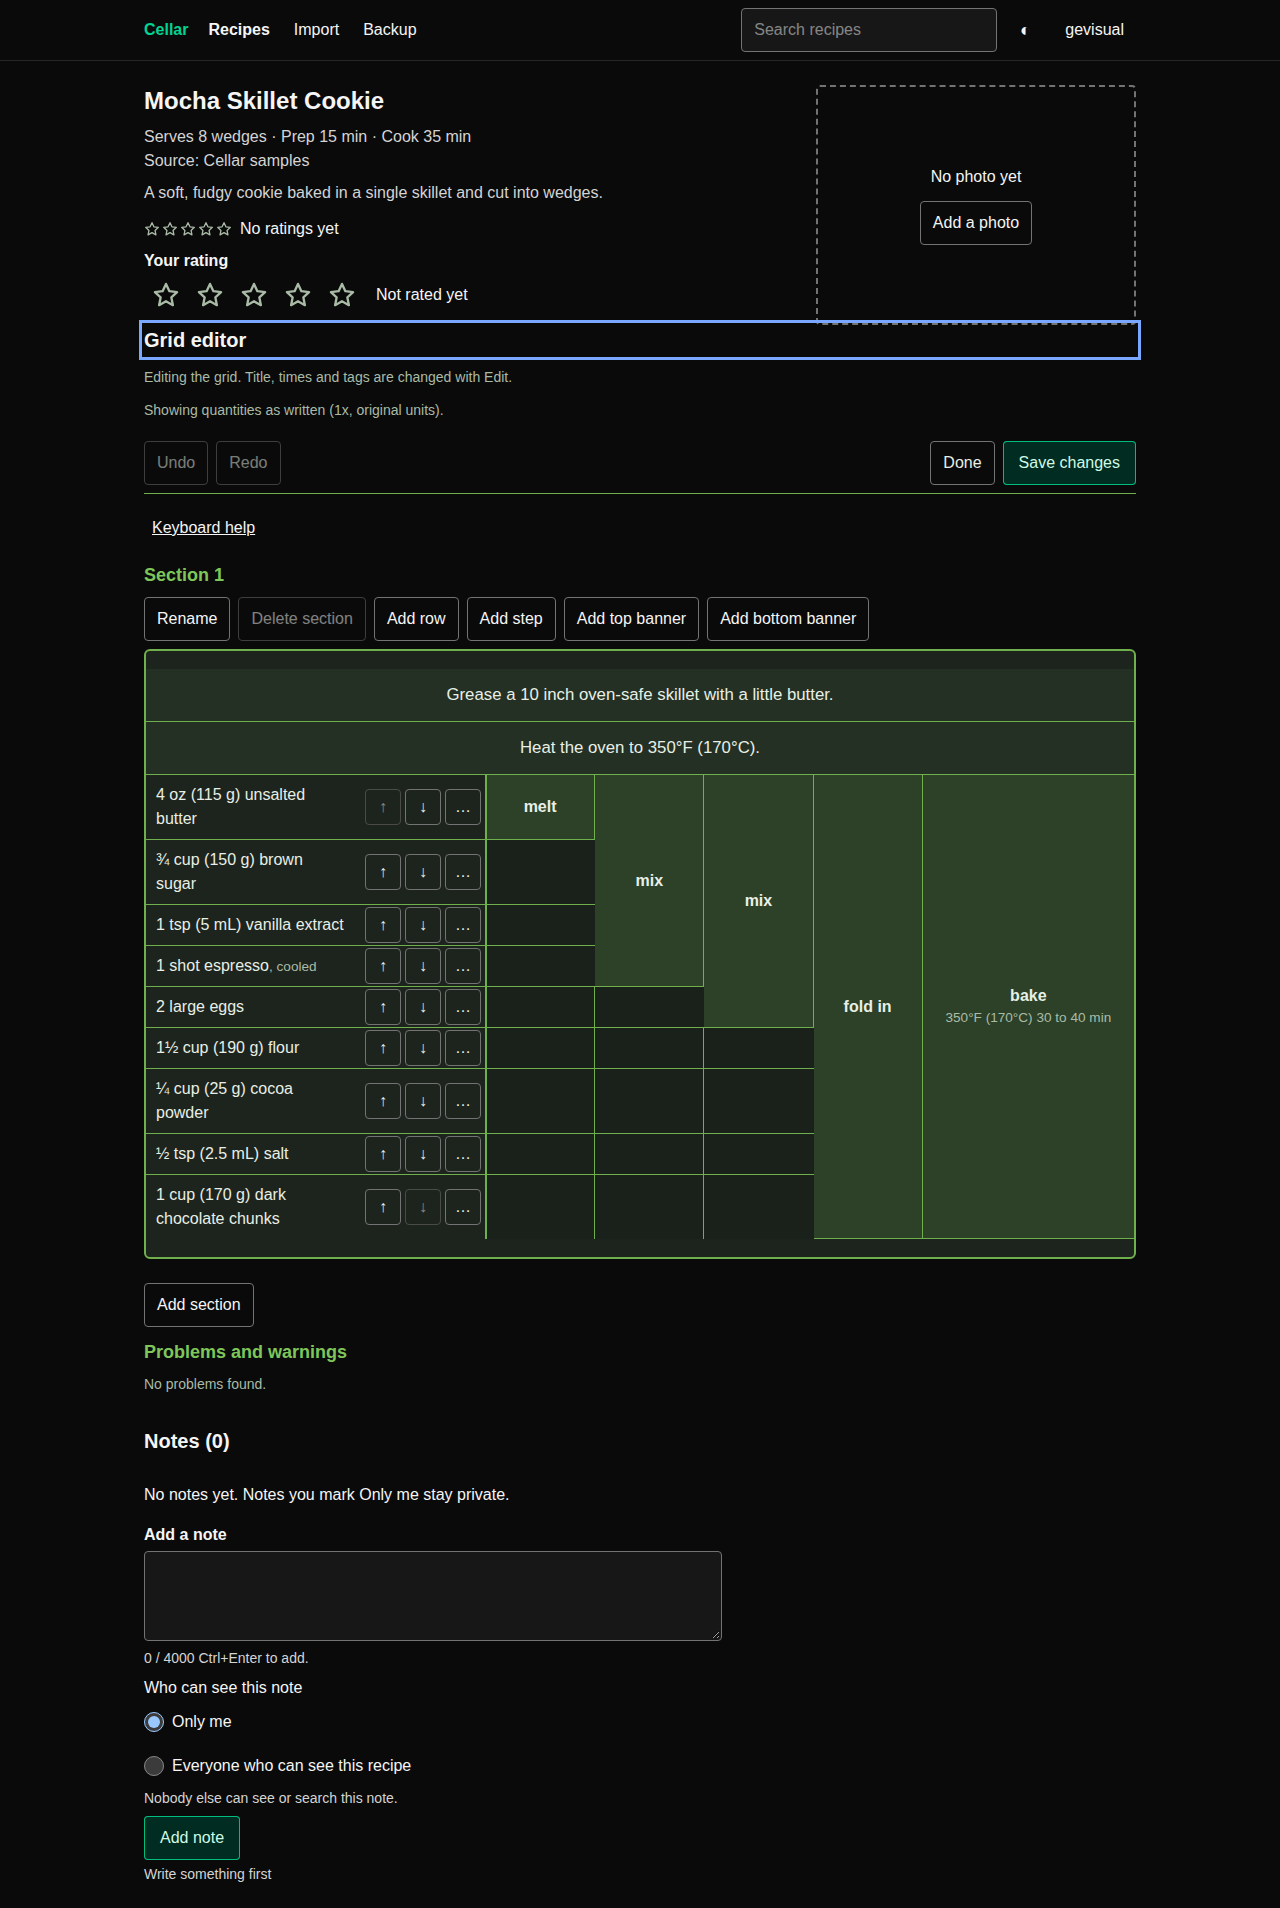 Cellar Recipes Import Backup Search recipes gevisual
Mocha Skillet Cookie
Serves 8 wedges · Prep 15 min · Cook 35 min
Source: Cellar samples
A soft, fudgy cookie baked in a single skillet and cut into wedges.
No ratings yet
Your rating
Not rated yet
No photo yet
Add a photo
Grid editor
Editing the grid. Title, times and tags are changed with Edit.
Showing quantities as written (1x, original units).
Undo Redo Done Save changes
Keyboard help
Section 1
Rename Delete section Add row Add step Add top banner Add bottom banner
Grease a 10 inch oven-safe skillet with a little butter.
Heat the oven to 350°F (170°C).
4 oz (115 g) unsalted
butter
↑ ↓ …
melt
¾ cup (150 g) brown
sugar
↑ ↓ …
mix
mix
1 tsp (5 mL) vanilla extract ↑ ↓ …
1 shot espresso, cooled ↑ ↓ …
2 large eggs ↑ ↓ …
fold in
bake
350°F (170°C) 30 to 40 min
1½ cup (190 g) flour ↑ ↓ …
¼ cup (25 g) cocoa
powder
↑ ↓ …
½ tsp (2.5 mL) salt ↑ ↓ …
1 cup (170 g) dark
chocolate chunks
↑ ↓ …
Add section
Problems and warnings
No problems found.
Notes (0)
No notes yet. Notes you mark Only me stay private.
Add a note
0 / 4000 Ctrl+Enter to add.
Who can see this note
Only me
Everyone who can see this recipe
Nobody else can see or search this note.
Add note
Write something first